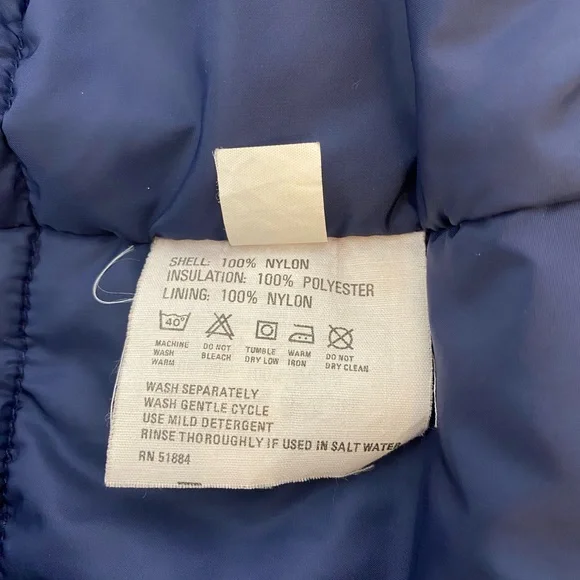 SHELL: 100% NYLON
INSULATION: 100% POLYESTER
LINING: 100% NYLON
40°
MACHINE WASH WARM
DO NOT BLEACH
TUMBLE DRY LOW
WARM IRON
DO NOT DRY CLEAN
WASH SEPARATELY
WASH GENTLE CYCLE
USE MILD DETERGENT
RINSE THOROUGHLY IF USED IN SALT WATER
RN 51884